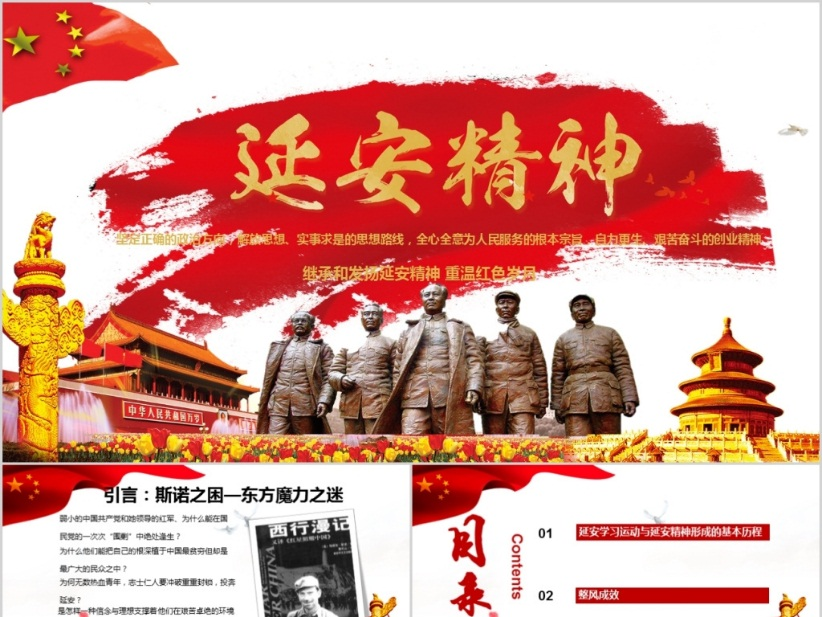 延安精神
坚定正确的政治方向，解放思想、实事求是的思想路线，全心全意为人民服务的根本宗旨，自力更生、艰苦奋斗的创业精神
继承和发扬延安精神 重温红色岁月
中华人民共和国万岁
引言：斯诺之困—东方魔力之迷
弱小的中国共产党和她领导的红军、为什么能在国
民党的一次次“围剿”中绝处逢生？
为什么他们能把自己的根深植于中国最贫穷但却是
最广大的民众之中？
为何无数热血青年，志士仁人要冲破重重封锁，投奔
延安？
是怎样一种信念与理想支撑着他们在艰苦卓绝的环境
西行漫记
ER CHINA
目录
Contents
01 延安学习运动与延安精神形成的基本历程
02 整风成效